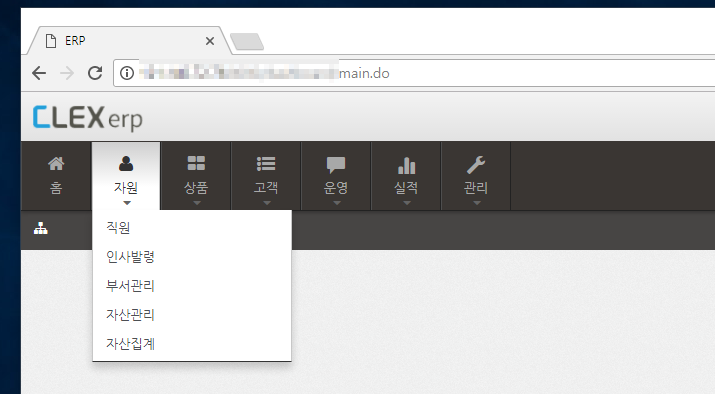 ERP
main.do
CLEX erp
홈 자원 상품 고객 운영 실적 관리
직원
인사발령
부서관리
자산관리
자산집계